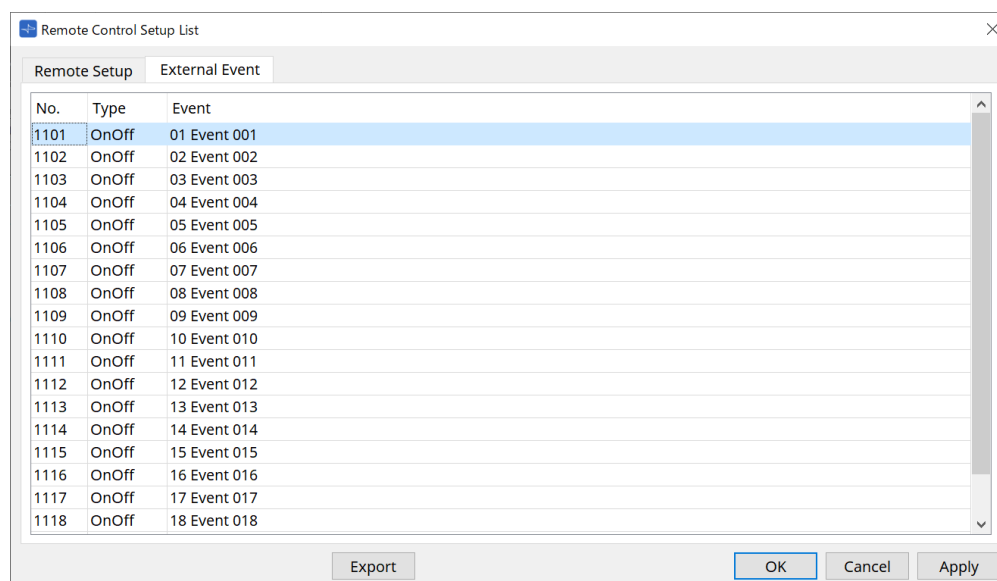 Remote Control Setup List
Remote Setup External Event
No. Type Event
1101 OnOff 01 Event 001
1102 OnOff 02 Event 002
1103 OnOff 03 Event 003
1104 OnOff 04 Event 004
1105 OnOff 05 Event 005
1106 OnOff 06 Event 006
1107 OnOff 07 Event 007
1108 OnOff 08 Event 008
1109 OnOff 09 Event 009
1110 OnOff 10 Event 010
1111 OnOff 11 Event 011
1112 OnOff 12 Event 012
1113 OnOff 13 Event 013
1114 OnOff 14 Event 014
1115 OnOff 15 Event 015
1116 OnOff 16 Event 016
1117 OnOff 17 Event 017
1118 OnOff 18 Event 018
Export OK Cancel Apply